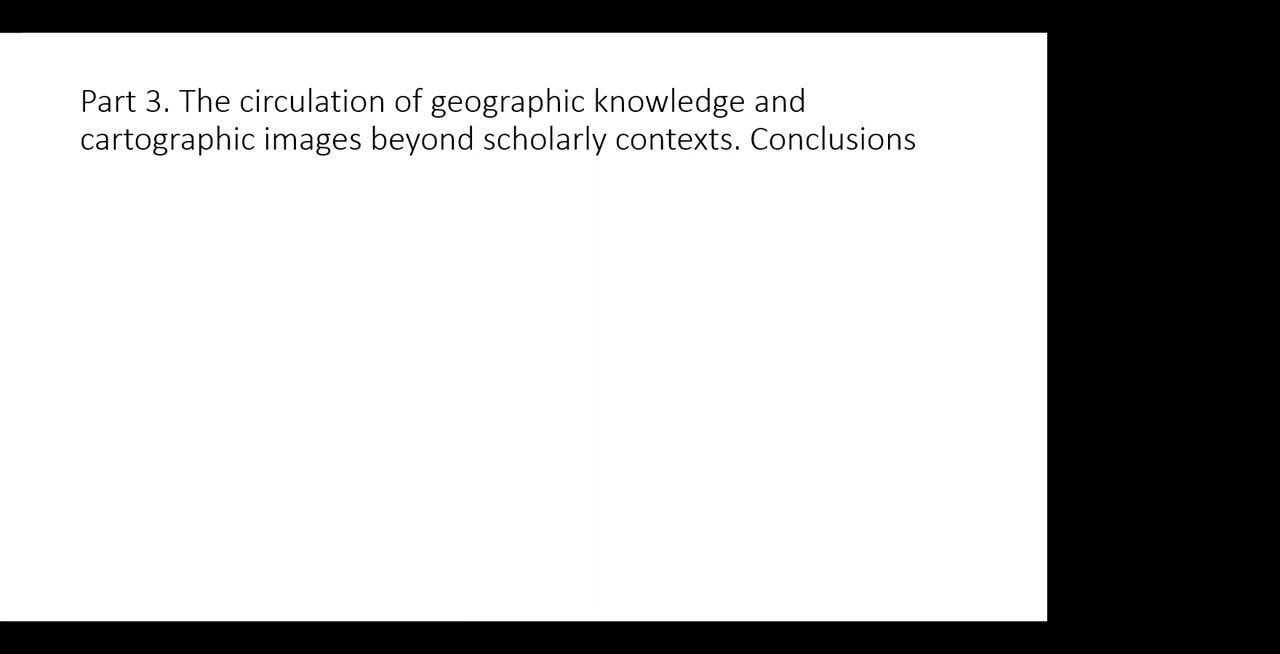 Part 3. The circulation of geographic knowledge and
cartographic images beyond scholarly contexts. Conclusions